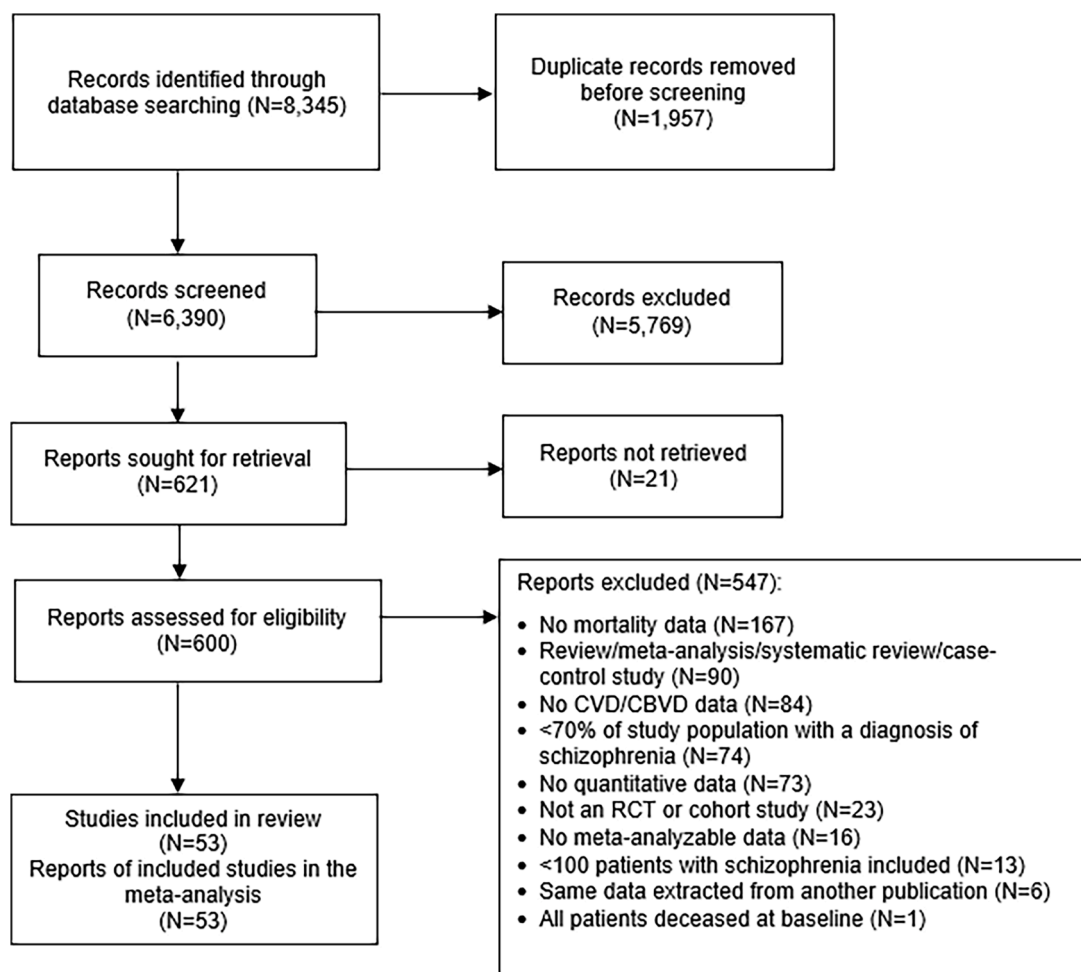 Records identified through
database searching (N=8,345)
Duplicate records removed
before screening
(N=1,957)
Records screened
(N=6,390)
Records excluded
(N=5,769)
Reports sought for retrieval
(N=621)
Reports not retrieved
(N=21)
Reports assessed for eligibility
(N=600)
Reports excluded (N=547):
• No mortality data (N=167)
• Review/meta-analysis/systematic review/case-
control study (N=90)
• No CVD/CBVD data (N=84)
• <70% of study population with a diagnosis of
schizophrenia (N=74)
• No quantitative data (N=73)
• Not an RCT or cohort study (N=23)
• No meta-analyzable data (N=16)
• <100 patients with schizophrenia included (N=13)
• Same data extracted from another publication (N=6)
• All patients deceased at baseline (N=1)
Studies included in review
(N=53)
Reports of included studies in the
meta-analysis
(N=53)